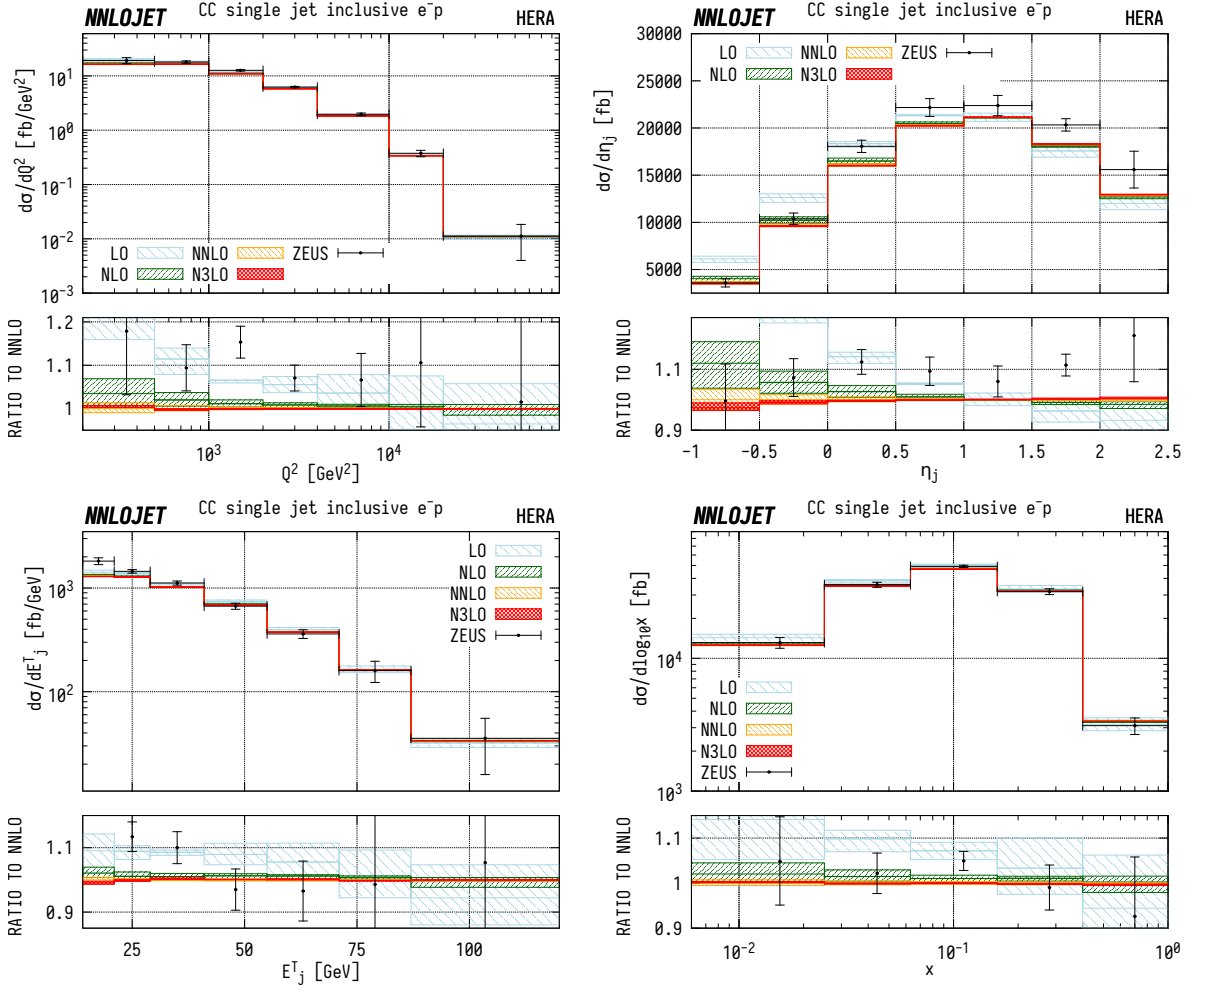 NNLOJET CC single jet inclusive e⁻p HERA
dσ/dQ² [fb/GeV²]
10¹
10⁰
10⁻¹
10⁻²
10⁻³
LO NNLO ZEUS
NLO N3LO
RATIO TO NNLO
1.2
1.1
1
10³ 10⁴
Q² [GeV²]
NNLOJET CC single jet inclusive e⁻p HERA
dσ/dηⱼ [fb]
30000
25000
20000
15000
10000
5000
LO NNLO ZEUS
NLO N3LO
RATIO TO NNLO
1.1
1
0.9
−1 −0.5 0 0.5 1 1.5 2 2.5
ηⱼ
NNLOJET CC single jet inclusive e⁻p HERA
dσ/dEᵀⱼ [fb/GeV]
10³
10²
LO
NLO
NNLO
N3LO
ZEUS
RATIO TO NNLO
1.1
1
0.9
25 50 75 100
Eᵀⱼ [GeV]
NNLOJET CC single jet inclusive e⁻p HERA
dσ/dlog₁₀x [fb]
10⁴
10³
LO
NLO
NNLO
N3LO
ZEUS
RATIO TO NNLO
1.1
1
0.9
10⁻² 10⁻¹ 10⁰
x